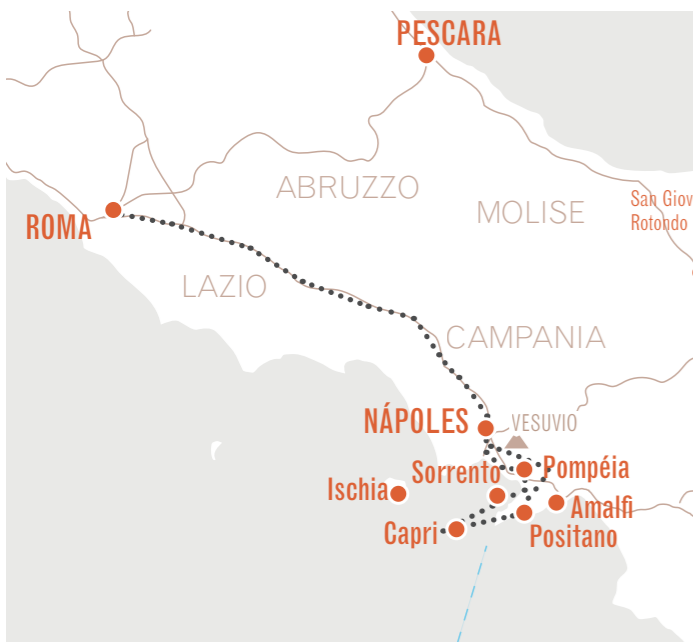 PESCARA
ABRUZZO
San Giov
Rotondo
MOLISE
ROMA
LAZIO
CAMPANIA
NÁPOLES
VESUVIO
Sorrento
Pompéia
Ischia
Amalfi
Capri
Positano